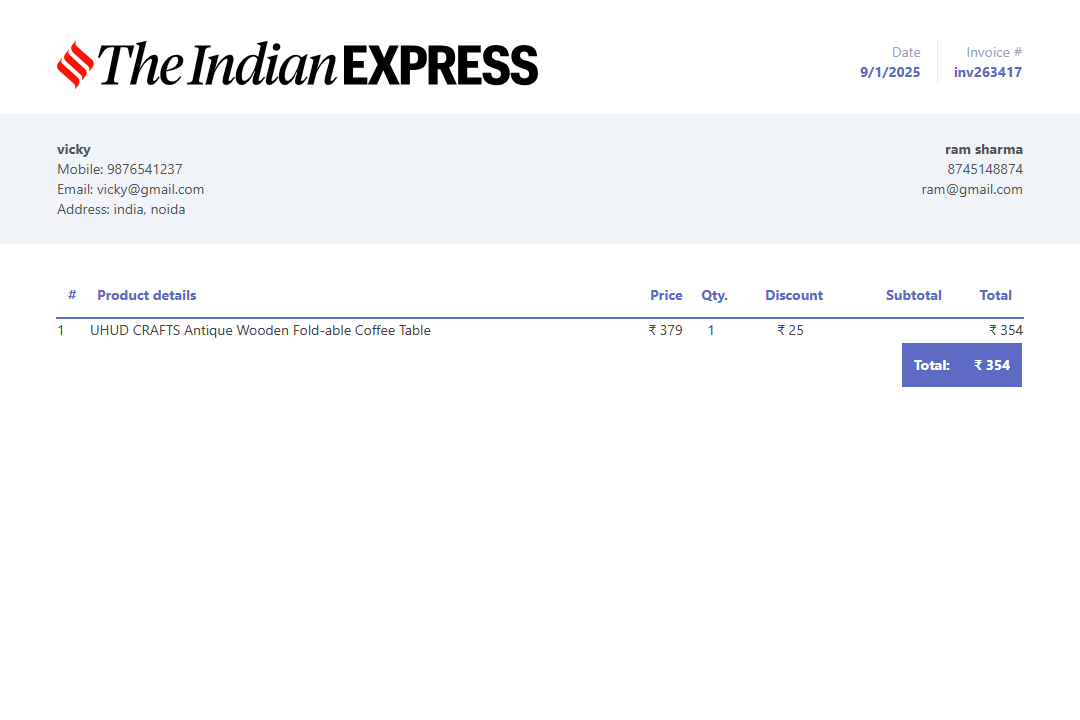 The Indian EXPRESS
Date
9/1/2025
Invoice #
inv263417
vicky
Mobile: 9876541237
Email: vicky@gmail.com
Address: india, noida
ram sharma
8745148874
ram@gmail.com
# Product details Price Qty. Discount Subtotal Total
1 UHUD CRAFTS Antique Wooden Fold-able Coffee Table ₹ 379 1 ₹ 25 ₹ 354
Total: ₹ 354